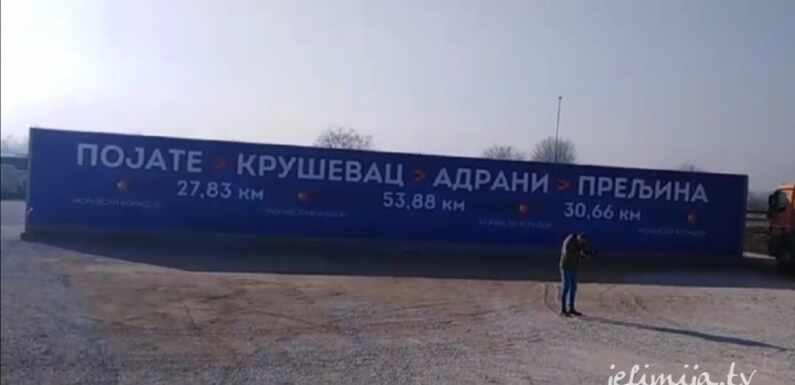 ПОЈАТЕ > КРУШЕВАЦ > АДРАНИ > ПРЕЉИНА
27,83 КМ 53,88 КМ 30,66 КМ
jelimija.tv